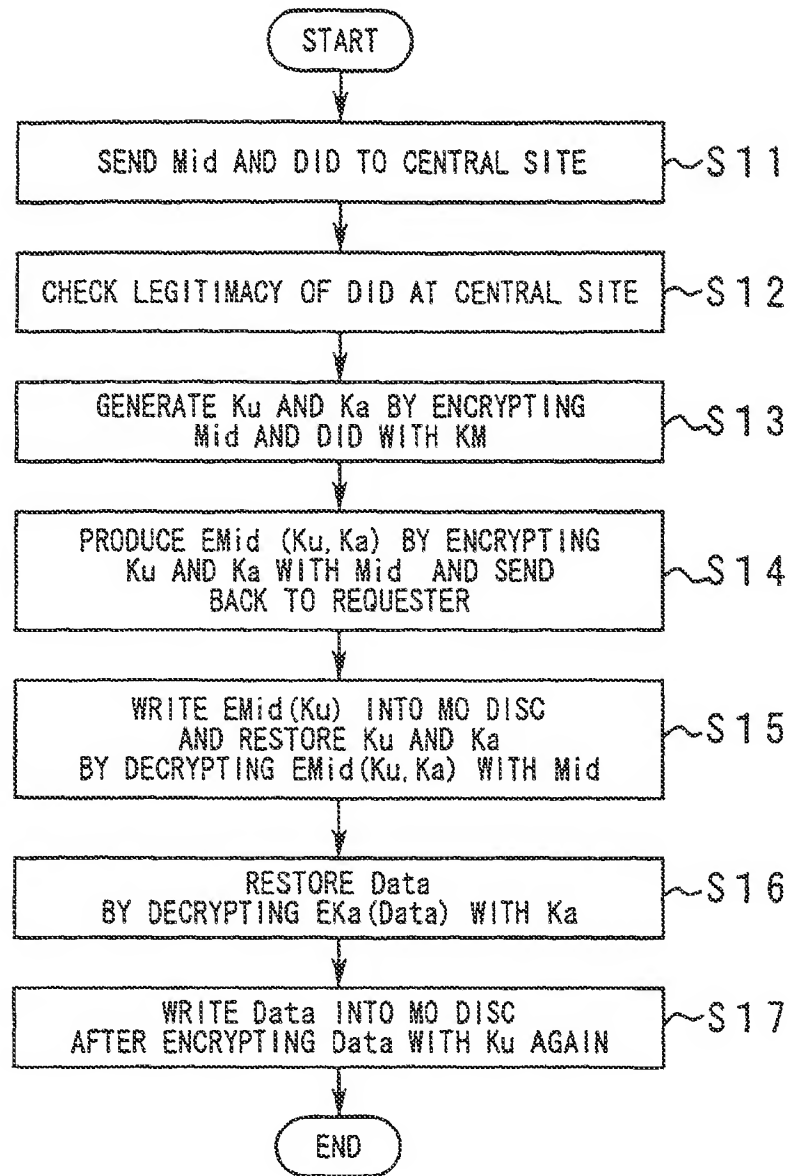 START
SEND Mid AND DID TO CENTRAL SITE
S11
CHECK LEGITIMACY OF DID AT CENTRAL SITE
S12
GENERATE Ku AND Ka BY ENCRYPTING
Mid AND DID WITH KM
S13
PRODUCE EMid (Ku,Ka) BY ENCRYPTING
Ku AND Ka WITH Mid AND SEND
BACK TO REQUESTER
S14
WRITE EMid(Ku) INTO MO DISC
AND RESTORE Ku AND Ka
BY DECRYPTING EMid(Ku,Ka) WITH Mid
S15
RESTORE Data
BY DECRYPTING EKa(Data) WITH Ka
S16
WRITE Data INTO MO DISC
AFTER ENCRYPTING Data WITH Ku AGAIN
S17
END